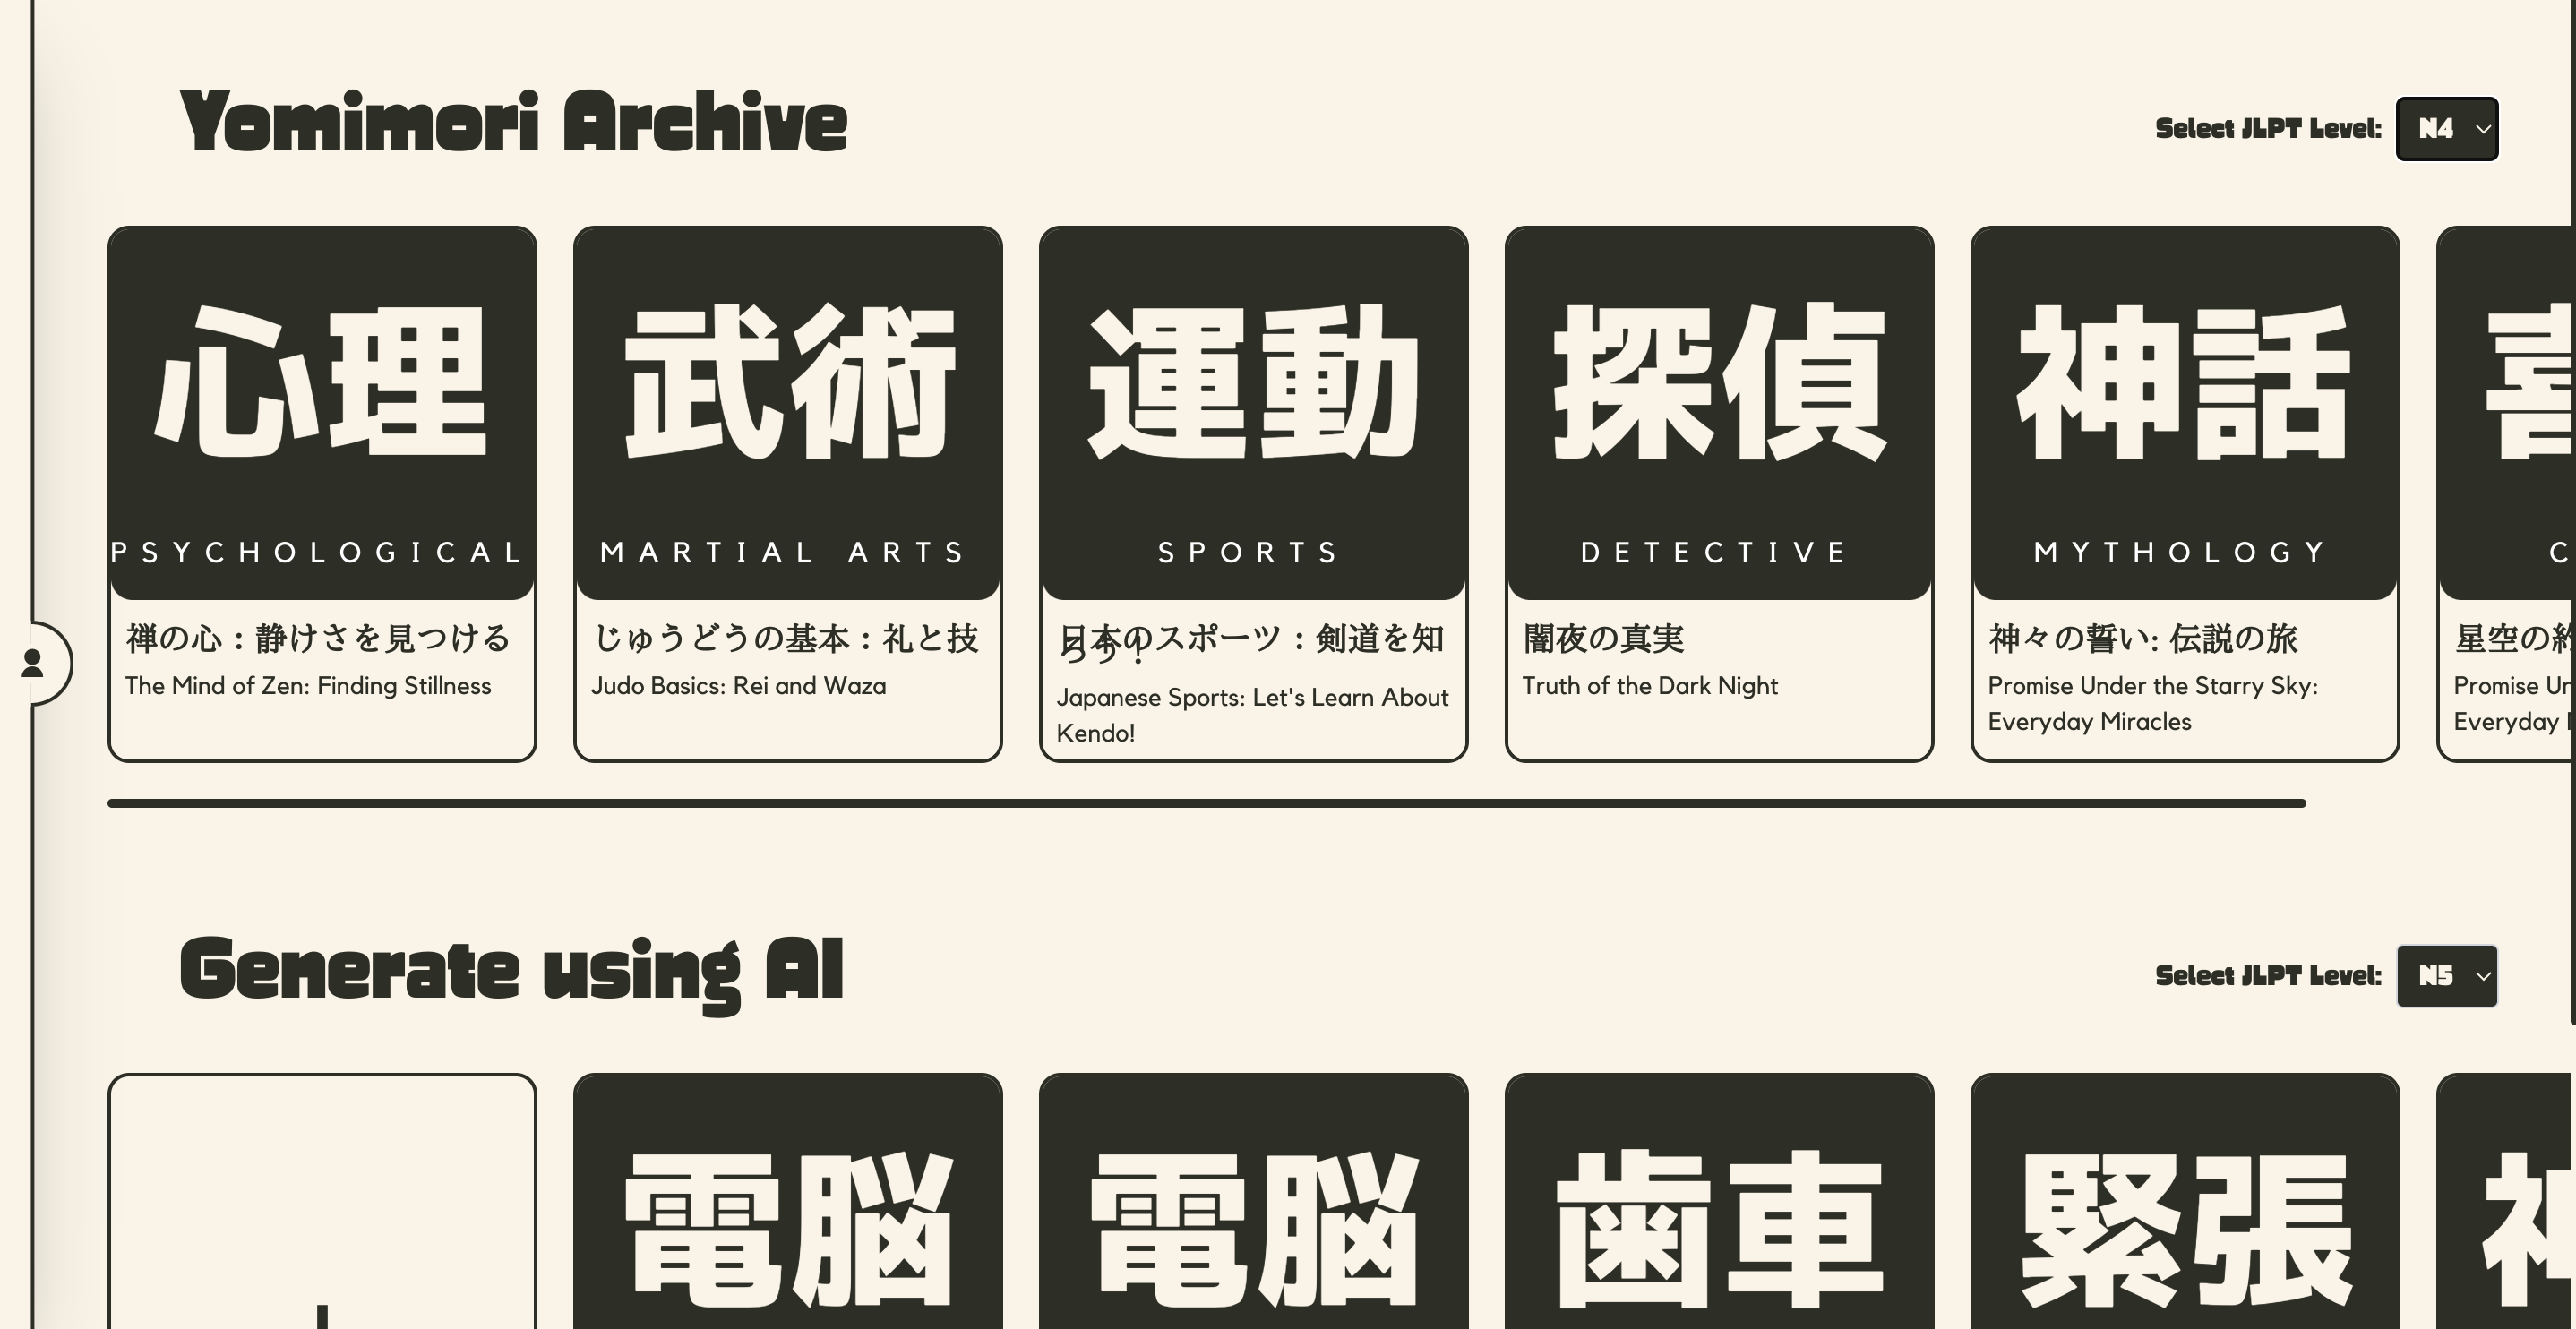 Yomimori Archive
Select JLPT Level: N4
心理
PSYCHOLOGICAL
禅の心：静けさを見つける
The Mind of Zen: Finding Stillness
武術
MARTIAL ARTS
じゅうどうの基本：礼と技
Judo Basics: Rei and Waza
運動
SPORTS
日本のスポーツ：剣道を知
ろう！
Japanese Sports: Let's Learn About
Kendo!
探偵
DETECTIVE
闇夜の真実
Truth of the Dark Night
神話
MYTHOLOGY
神々の誓い: 伝説の旅
Promise Under the Starry Sky:
Everyday Miracles
喜
C
星空の約
Promise Un
Everyday
Generate using AI
Select JLPT Level: N5
電脳
電脳
歯車
緊張
神